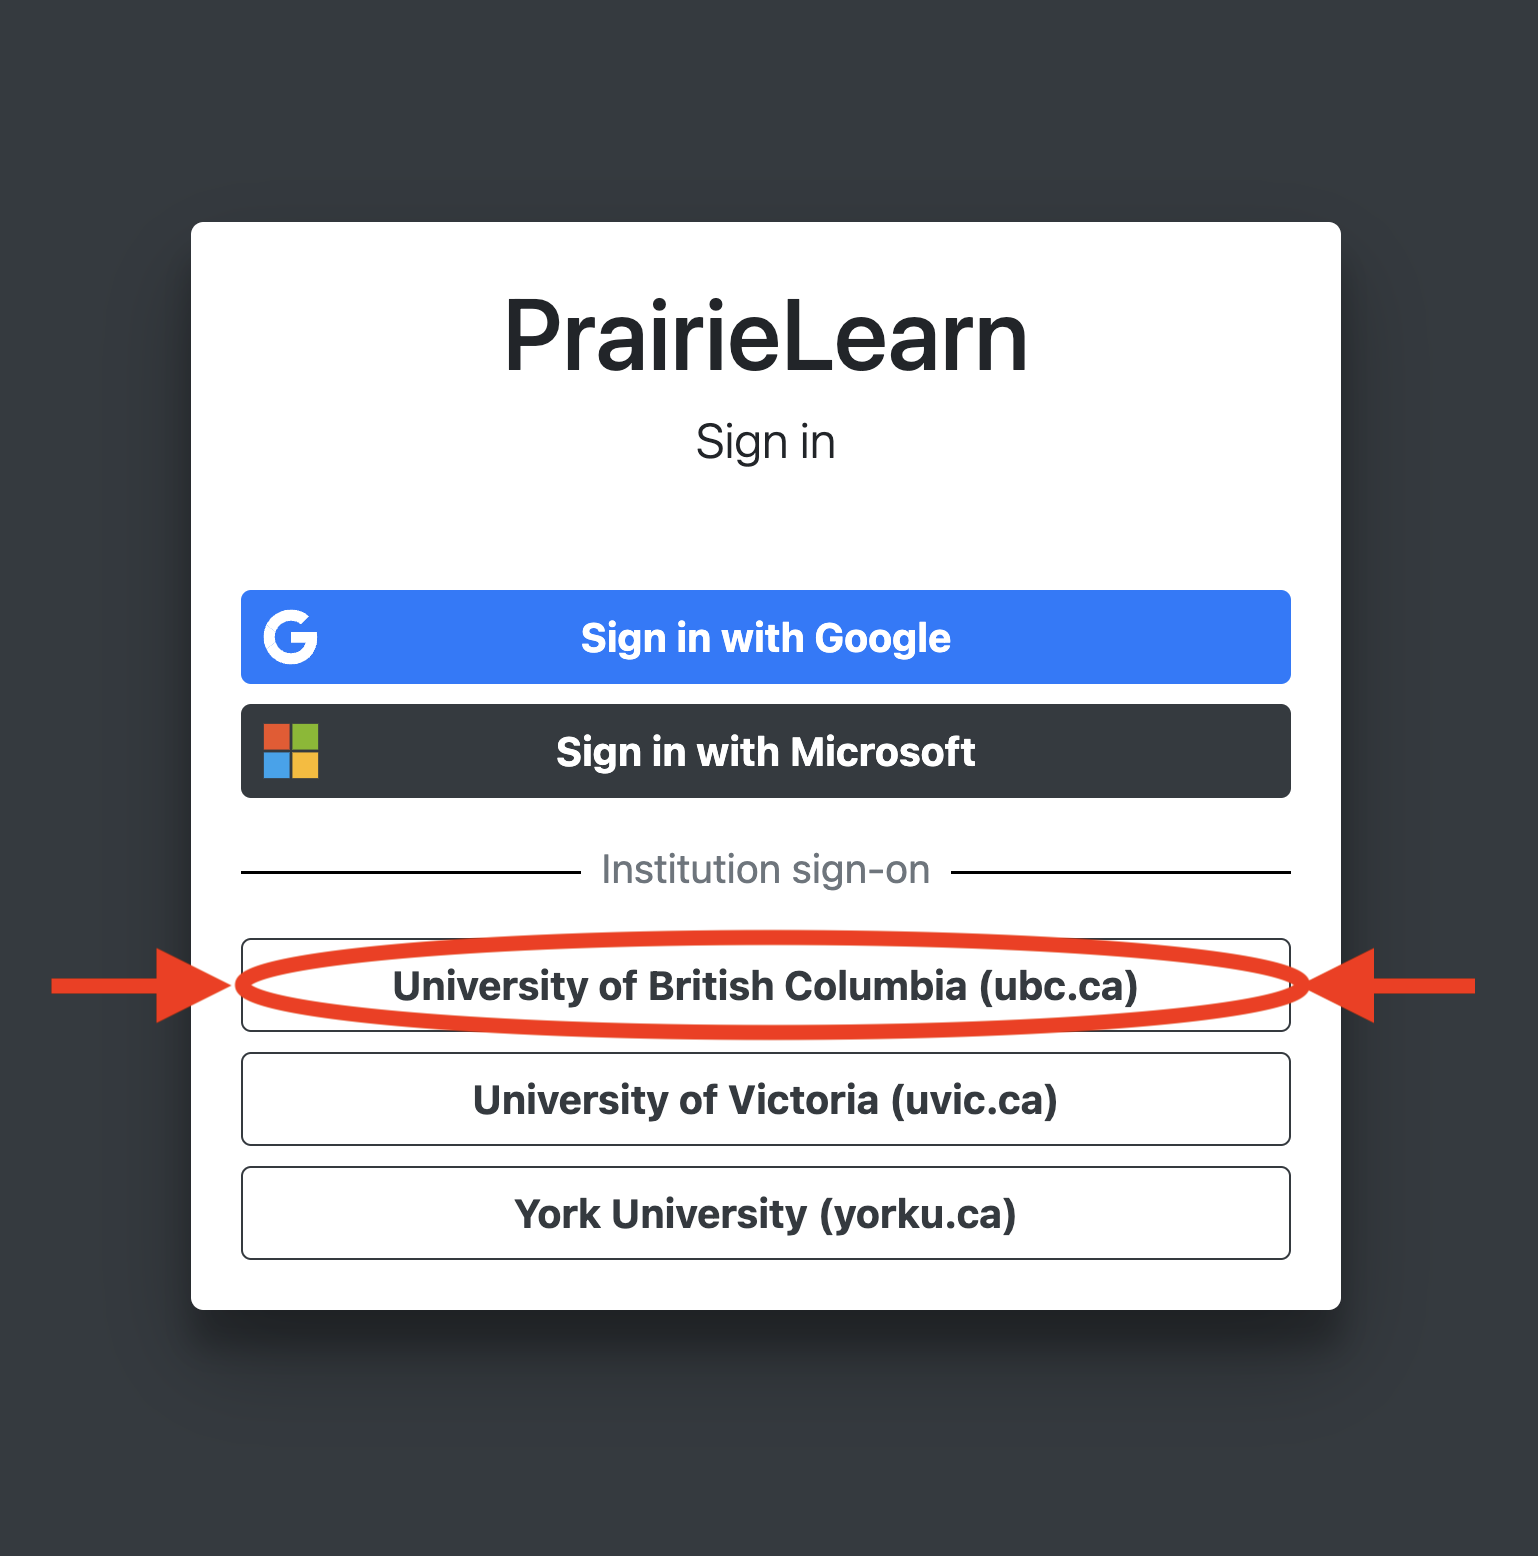 PrairieLearn
Sign in
Sign in with Google
Sign in with Microsoft
Institution sign-on
University of British Columbia (ubc.ca)
University of Victoria (uvic.ca)
York University (yorku.ca)